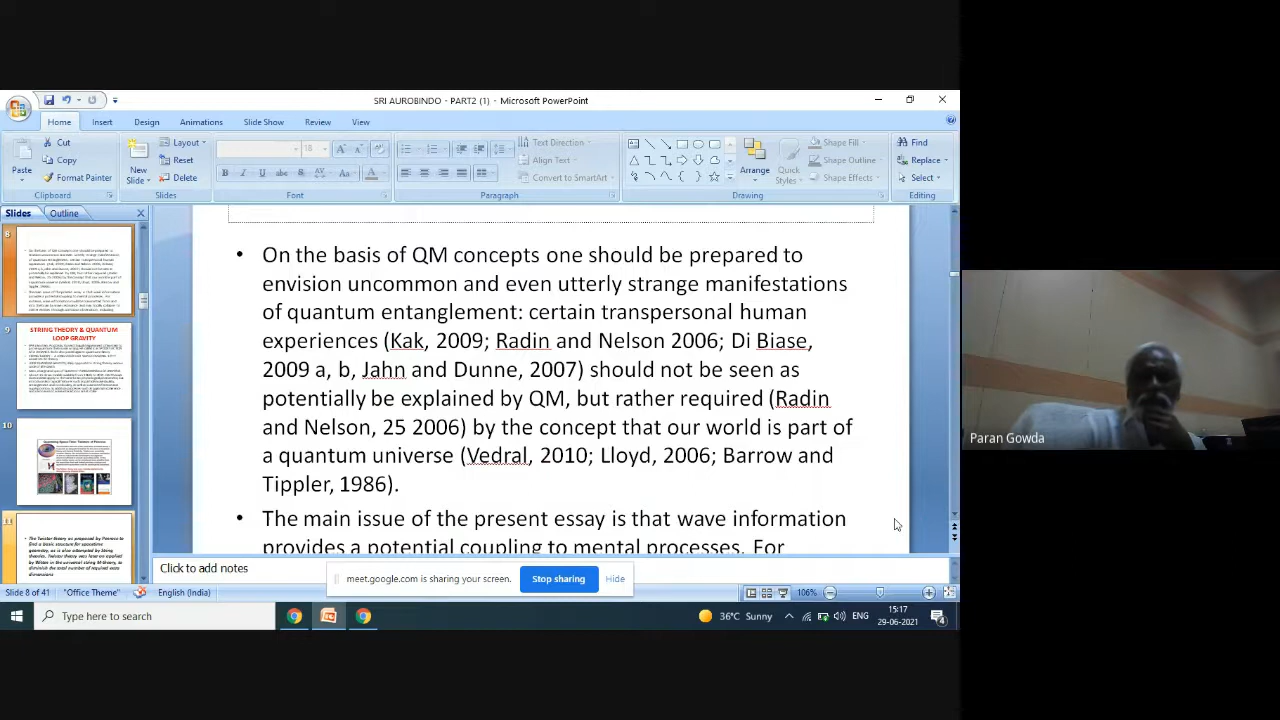 SRI AUROBINDO - PART2 (1) - Microsoft PowerPoint
Home Insert Design Animations Slide Show Review View
Paste
Cut
Copy
Format Painter
Clipboard
New Slide
Layout
Reset
Delete
Slides
18
Font
Text Direction
Align Text
Convert to SmartArt
Paragraph
Arrange
Quick Styles
Shape Fill
Shape Outline
Shape Effects
Drawing
Find
Replace
Select
Editing
Slides Outline
8
9
STRING THEORY & QUANTUM
LOOP GRAVITY
10
11
• On the basis of QM concepts one should be prepared to
envision uncommon and even utterly strange manifestations
of quantum entanglement: certain transpersonal human
experiences (Kak, 2009; Radin and Nelson 2006; Di Biase,
2009 a, b, Jahn and Dunne, 2007) should not be seen as
potentially be explained by QM, but rather required (Radin
and Nelson, 25 2006) by the concept that our world is part of
a quantum universe (Vedral, 2010; Lloyd, 2006; Barrow and
Tippler, 1986).
• The main issue of the present essay is that wave information
provides a potential coupling to mental processes. For
Click to add notes
meet.google.com is sharing your screen. Stop sharing Hide
Slide 8 of 41 "Office Theme" English (India) 106%
Type here to search
36°C Sunny
ENG
15:17
29-06-2021
4
Paran Gowda